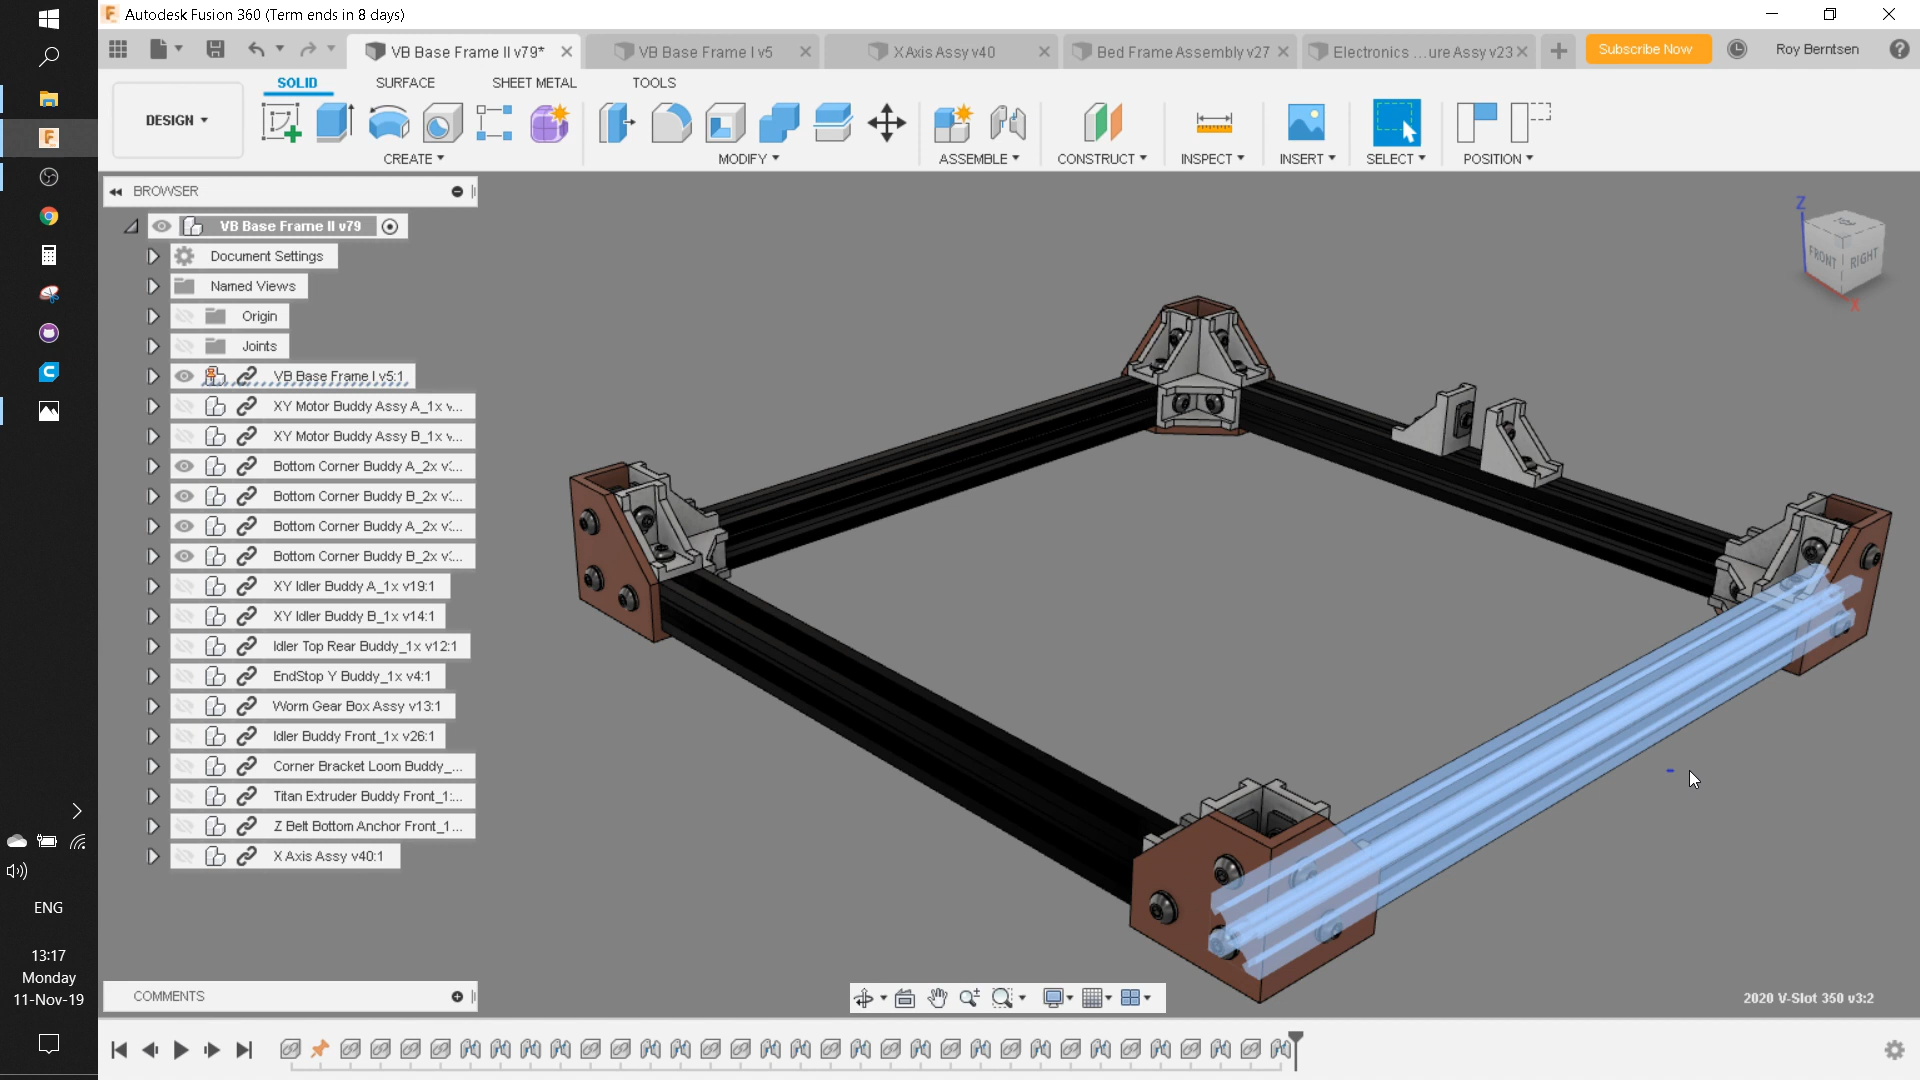 Autodesk Fusion 360 (Term ends in 8 days)
VB Base Frame II v79*
VB Base Frame I v5
X Axis Assy v40
Bed Frame Assembly v27
Electronics ...ure Assy v23
Subscribe Now
Roy Berntsen
SOLID
SURFACE
SHEET METAL
TOOLS
DESIGN
CREATE
MODIFY
ASSEMBLE
CONSTRUCT
INSPECT
INSERT
SELECT
POSITION
BROWSER
VB Base Frame II v79
Document Settings
Named Views
Origin
Joints
VB Base Frame I v5:1
XY Motor Buddy Assy A_1x v...
XY Motor Buddy Assy B_1x v...
Bottom Corner Buddy A_2x v...
Bottom Corner Buddy B_2x v...
Bottom Corner Buddy A_2x v...
Bottom Corner Buddy B_2x v...
XY Idler Buddy A_1x v19:1
XY Idler Buddy B_1x v14:1
Idler Top Rear Buddy_1x v12:1
EndStop Y Buddy_1x v4:1
Worm Gear Box Assy v13:1
Idler Buddy Front_1x v26:1
Corner Bracket Loom Buddy_...
Titan Extruder Buddy Front_1...
Z Belt Bottom Anchor Front_1...
X Axis Assy v40:1
Z
FRONT
RIGHT
X
ENG
13:17
Monday
11-Nov-19
COMMENTS
2020 V-Slot 350 v3:2